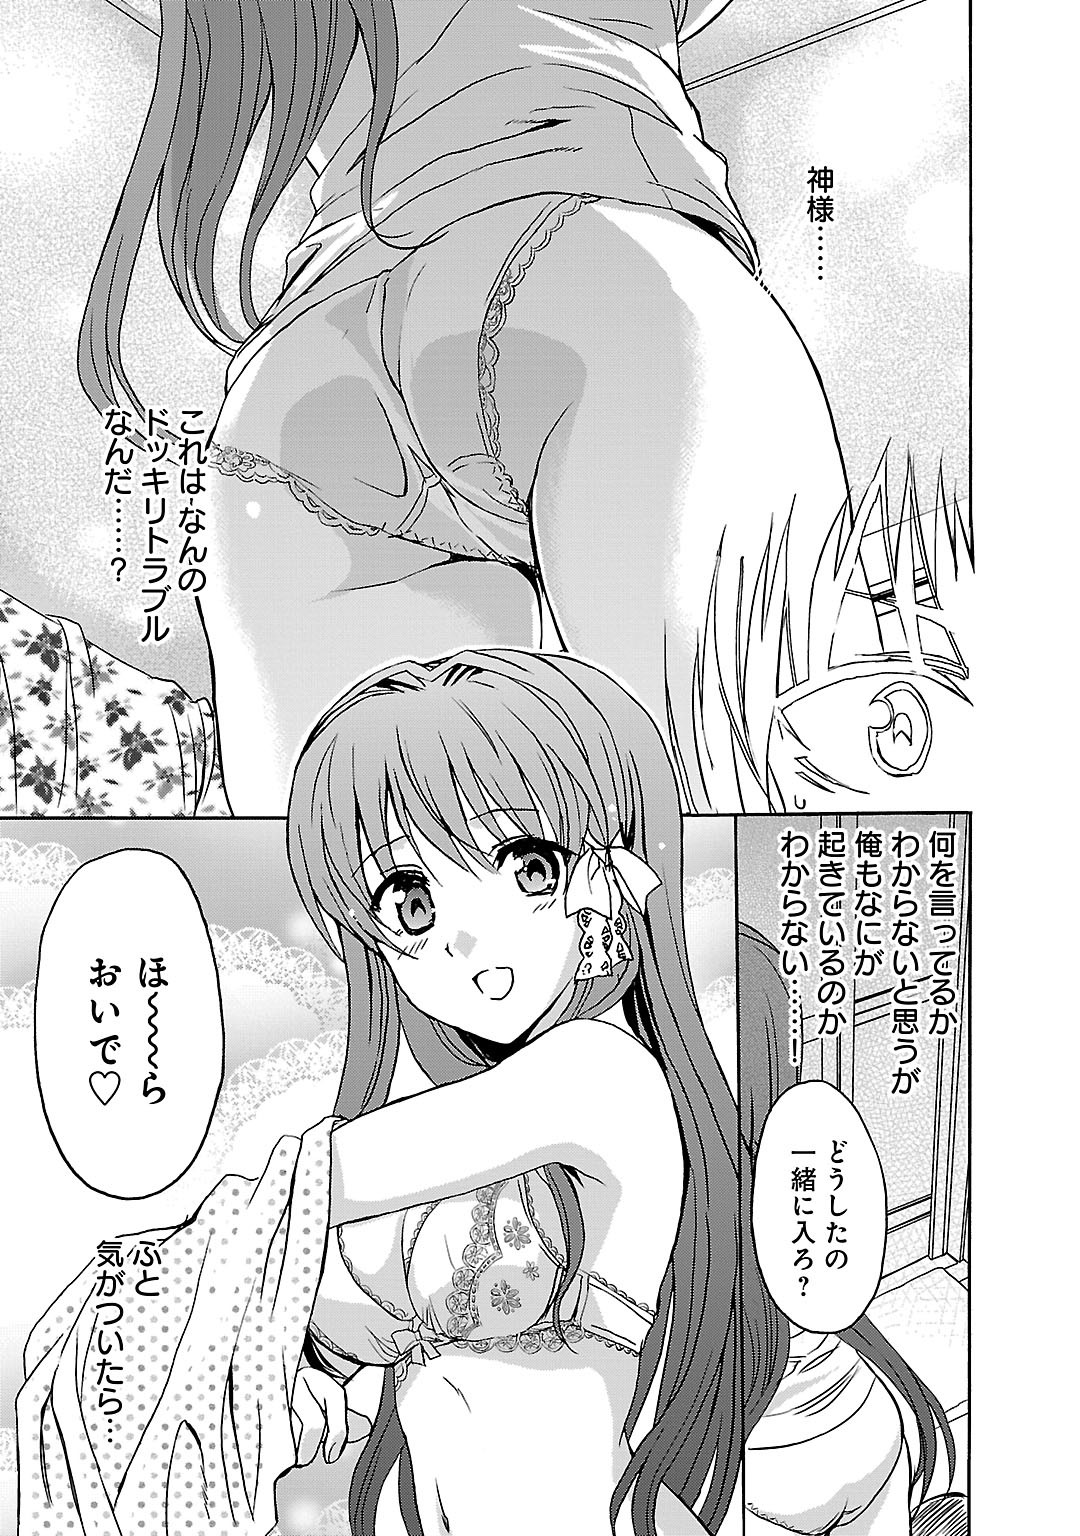 神様……
これはなんの
ドッキリトラブル
なんだ……?
何を言ってるか
わからないと思うが
俺もなにが
起きているのか
わからない………!
どうしたの
一緒に入ろ?
ほ～～～ら
おいで♡
ふと
気がついたら…